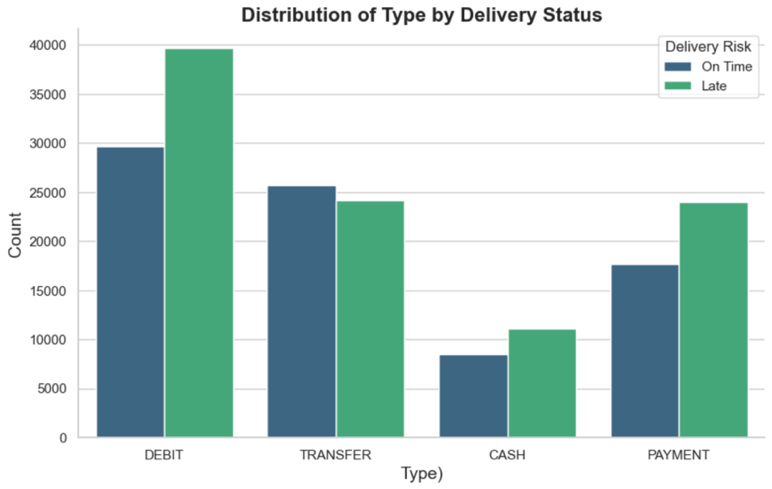 Distribution of Type by Delivery Status
Delivery Risk
On Time
Late
Count
40000
35000
30000
25000
20000
15000
10000
5000
0
DEBIT
TRANSFER
CASH
PAYMENT
Type)